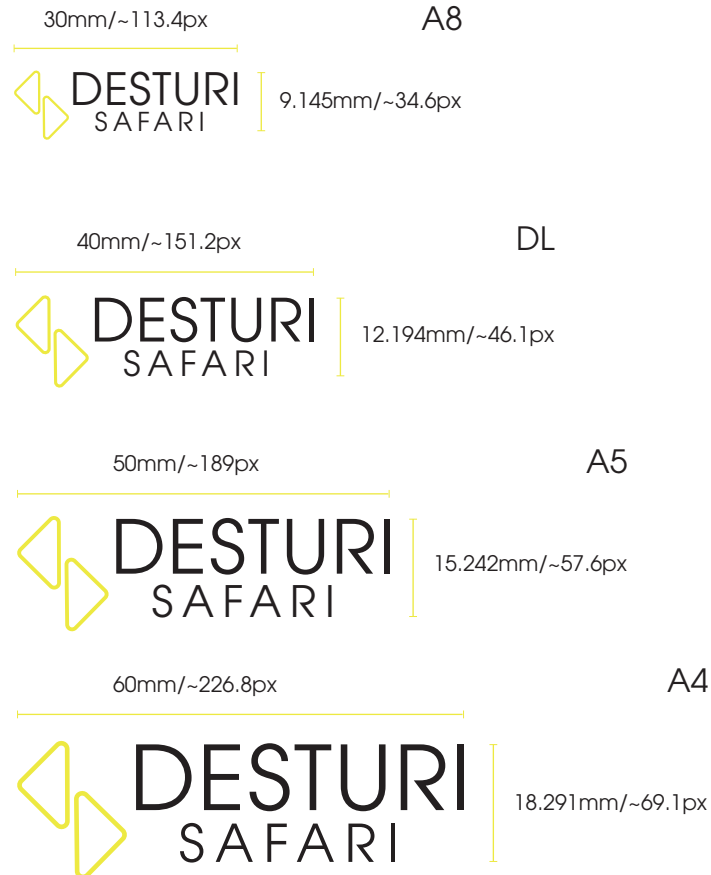 30mm/~113.4px
A8
DESTURI
SAFARI
9.145mm/~34.6px
40mm/~151.2px
DL
DESTURI
SAFARI
12.194mm/~46.1px
50mm/~189px
A5
DESTURI
SAFARI
15.242mm/~57.6px
60mm/~226.8px
A4
DESTURI
SAFARI
18.291mm/~69.1px